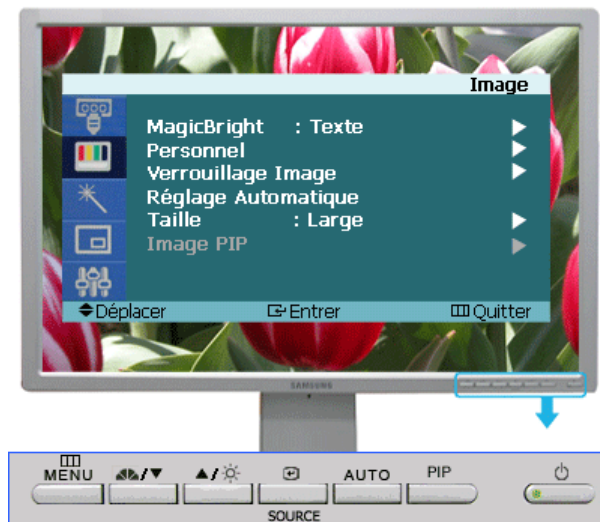 Image
MagicBright : Texte
Personnel
Verrouillage Image
Réglage Automatique
Taille : Large
Image PIP
Déplacer Entrer Quitter
SAMSUNG
MENU / / AUTO PIP
SOURCE